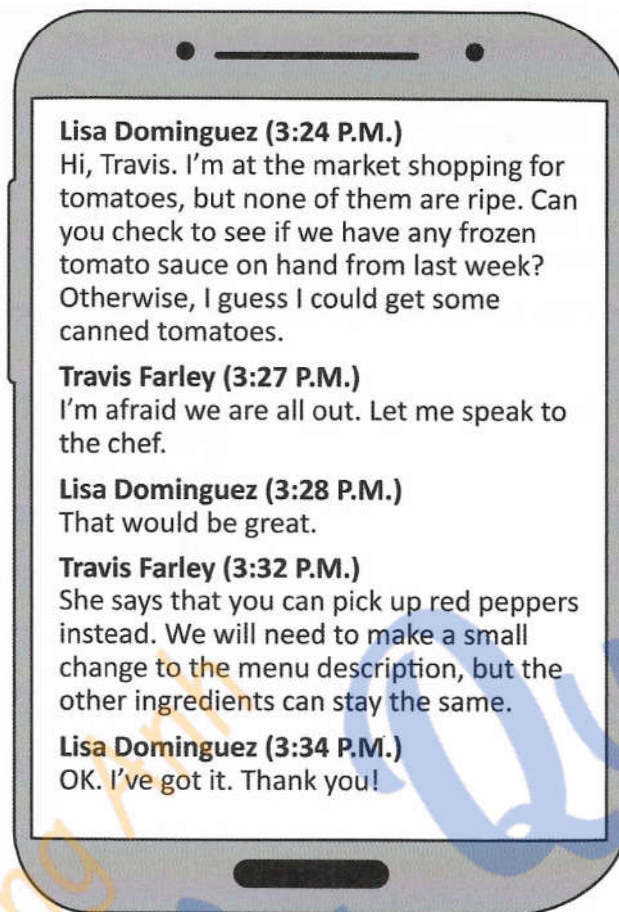 Lisa Dominguez (3:24 P.M.)
Hi, Travis. I'm at the market shopping for
tomatoes, but none of them are ripe. Can
you check to see if we have any frozen
tomato sauce on hand from last week?
Otherwise, I guess I could get some
canned tomatoes.
Travis Farley (3:27 P.M.)
I'm afraid we are all out. Let me speak to
the chef.
Lisa Dominguez (3:28 P.M.)
That would be great.
Travis Farley (3:32 P.M.)
She says that you can pick up red peppers
instead. We will need to make a small
change to the menu description, but the
other ingredients can stay the same.
Lisa Dominguez (3:34 P.M.)
OK. I've got it. Thank you!